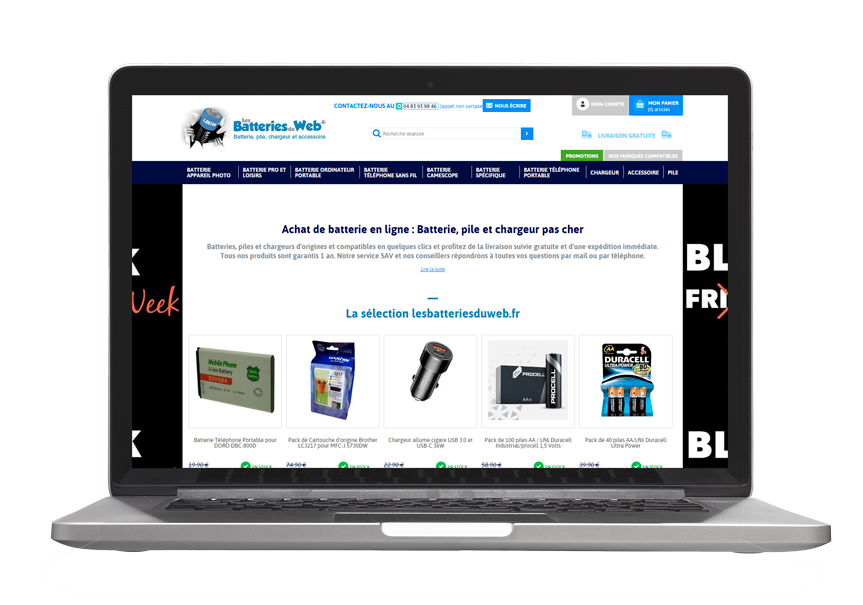 CONTACTEZ-NOUS AU 04 83 93 98 46 (appel non surtaxé
NOUS ÉCRIRE
MON COMPTE
MON PANIER
(0) articles
Les
Batteries du Web
Batterie, pile, chargeur et accessoire
Recherche avancée
LIVRAISON GRATUITE
PROMOTIONS
NOS MARQUES COMPATIBLES
BATTERIE
APPAREIL PHOTO
BATTERIE PRO ET
LOISIRS
BATTERIE ORDINATEUR
PORTABLE
BATTERIE
TÉLÉPHONE SANS FIL
BATTERIE
CAMESCOPE
BATTERIE
SPÉCIFIQUE
BATTERIE TÉLÉPHONE
PORTABLE
CHARGEUR
ACCESSOIRE
PILE
Achat de batterie en ligne : Batterie, pile et chargeur pas cher
Batteries, piles et chargeurs d'origines et compatibles en quelques clics et profitez de la livraison suivie gratuite et d'une expédition immédiate.
Tous nos produits sont garantis 1 an. Notre service SAV et nos conseillers répondrons à toutes vos questions par mail ou par téléphone.
Lire la suite
K
Week
BL
FRI
La sélection lesbatteriesduweb.fr
Mobile Phone
Li-ion Battery
PROCELL
PROCELL
AA
DURACELL
ULTRA POWER
Batterie Téléphone Portable pour
DORO DBC-800D
Pack de Cartouche d'origine Brother
LC3217 pour MFC-J 5730DW
Chargeur allume cigare USB 3.0 et
USB-C 36W
Pack de 100 piles AA / LR6 Duracell
Industrial/procell 1,5 Volts
Pack de 40 piles AA/LR6 Duracell
Ultra Power
K
BL
19.90 €
EN STOCK
74.90 €
EN STOCK
22.90 €
EN STOCK
58.90 €
EN STOCK
39.90 €
EN STOCK